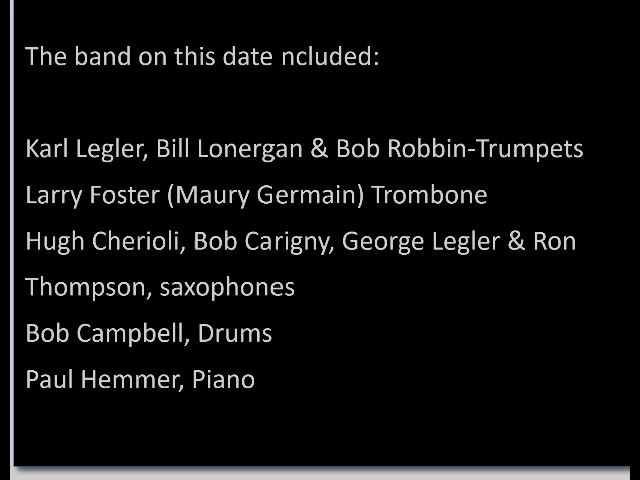 The band on this date ncluded:
Karl Legler, Bill Lonergan & Bob Robbin-Trumpets
Larry Foster (Maury Germain) Trombone
Hugh Cherioli, Bob Carigny, George Legler & Ron
Thompson, saxophones
Bob Campbell, Drums
Paul Hemmer, Piano